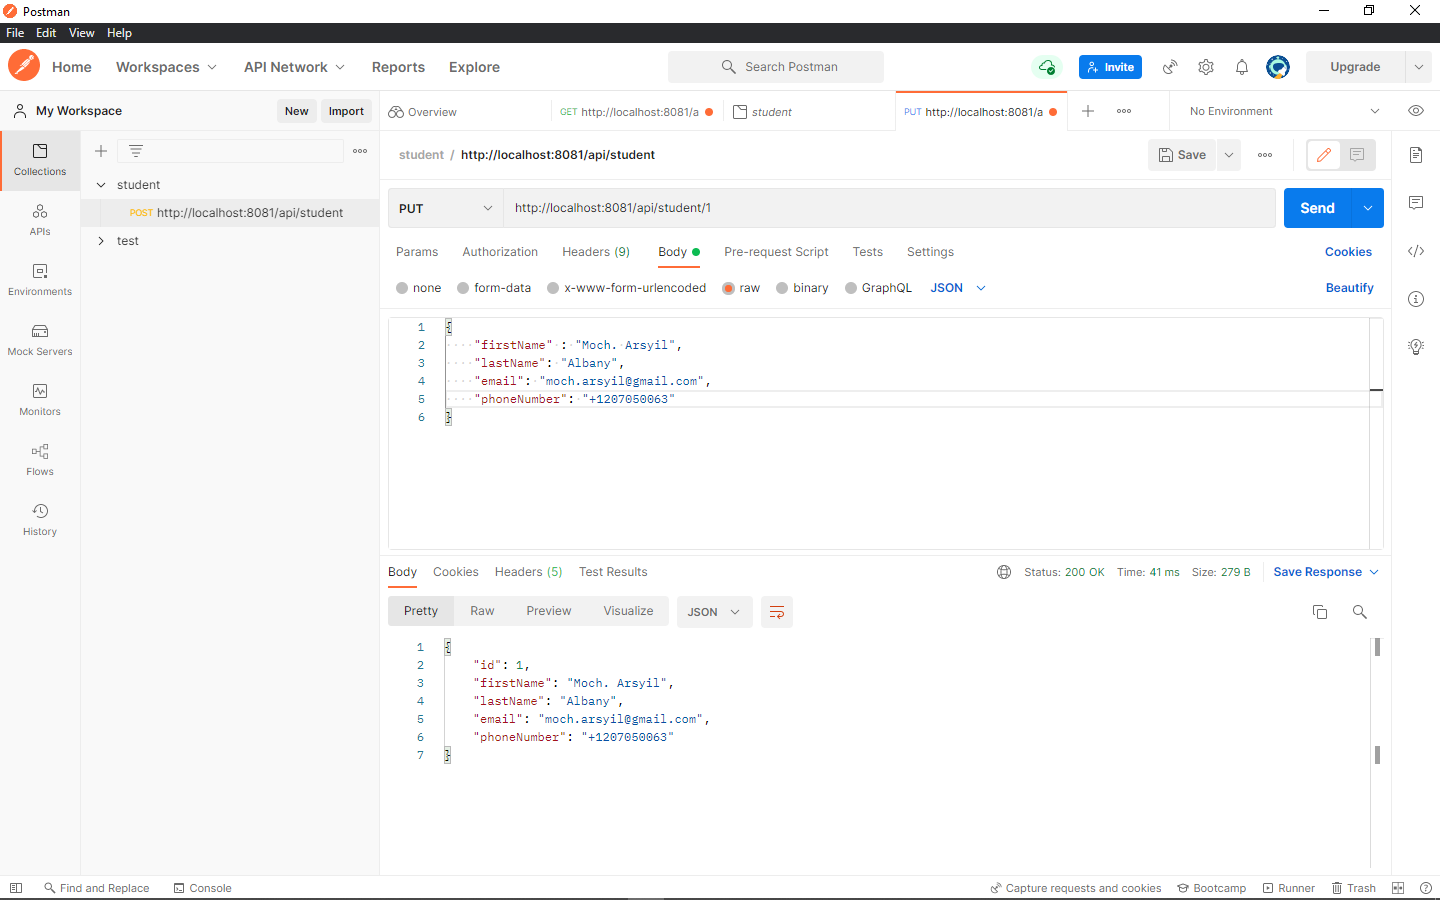 Postman
File Edit View Help
Home Workspaces API Network Reports Explore Search Postman Invite Upgrade
My Workspace New Import Overview GET http://localhost:8081/a student PUT http://localhost:8081/a No Environment
student / http://localhost:8081/api/student Save
Collections
APIs
Environments
Mock Servers
Monitors
Flows
History
student
POST http://localhost:8081/api/student
test
PUT http://localhost:8081/api/student/1 Send
Params Authorization Headers (9) Body Pre-request Script Tests Settings Cookies
none form-data x-www-form-urlencoded raw binary GraphQL JSON Beautify
1 {
2 "firstName" : "Moch. Arsyil",
3 "lastName": "Albany",
4 "email": "moch.arsyil@gmail.com",
5 "phoneNumber": "+1207050063"
6 }
Body Cookies Headers (5) Test Results Status: 200 OK Time: 41 ms Size: 279 B Save Response
Pretty Raw Preview Visualize JSON
1 {
2 "id": 1,
3 "firstName": "Moch. Arsyil",
4 "lastName": "Albany",
5 "email": "moch.arsyil@gmail.com",
6 "phoneNumber": "+1207050063"
7 }
Find and Replace Console Capture requests and cookies Bootcamp Runner Trash